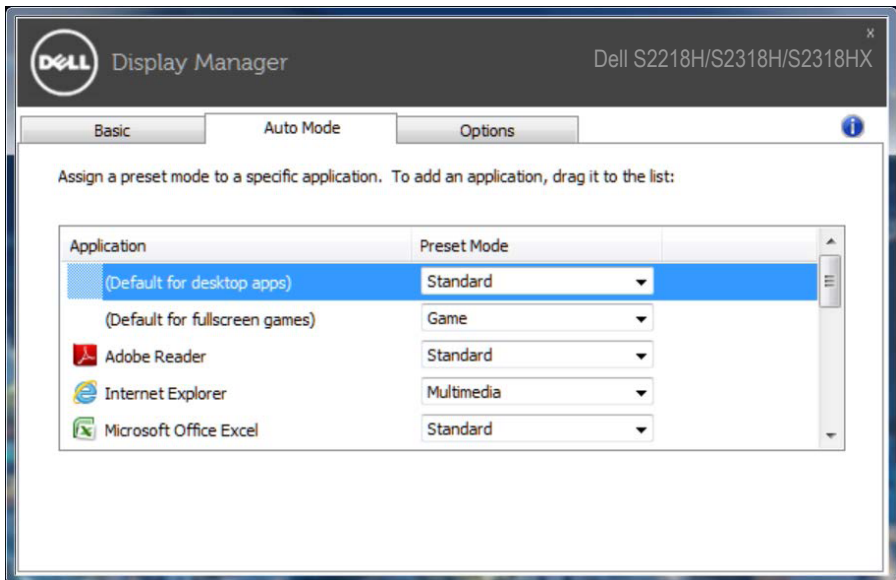 DELL
Display Manager
x
Dell S2218H/S2318H/S2318HX
Basic
Auto Mode
Options
Assign a preset mode to a specific application. To add an application, drag it to the list:
Application
Preset Mode
(Default for desktop apps)
Standard
(Default for fullscreen games)
Game
Adobe Reader
Standard
Internet Explorer
Multimedia
Microsoft Office Excel
Standard